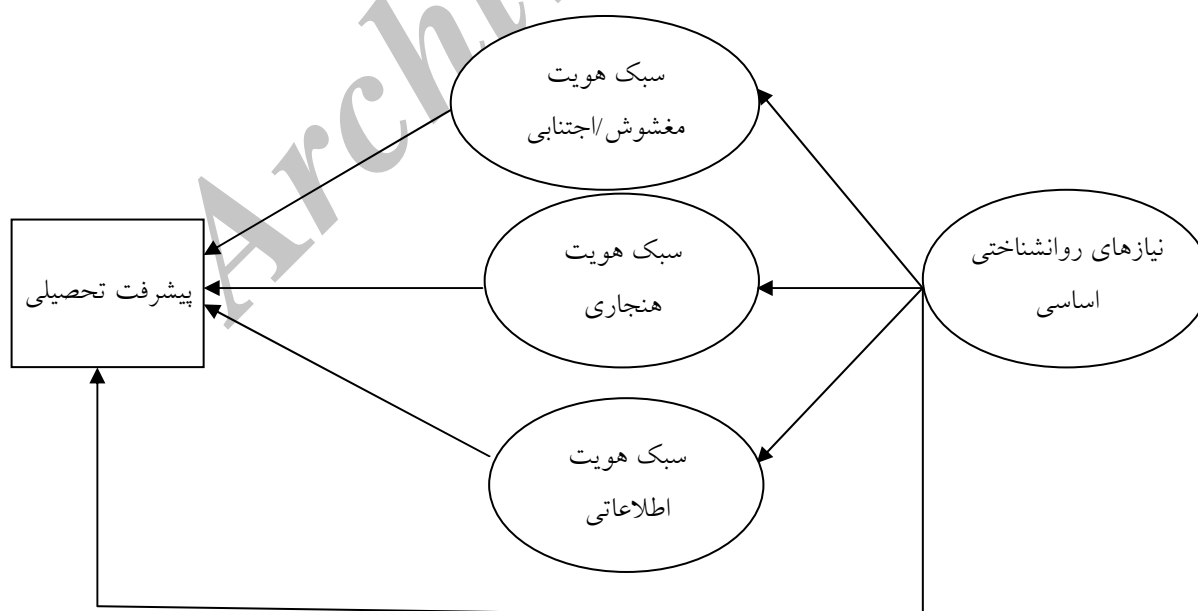 سبک هویت
مغشوش/اجتنابی
نیازهای روانشناختی
اساسی
سبک هویت
هنجاری
پیشرفت تحصیلی
سبک هویت
اطلاعاتی